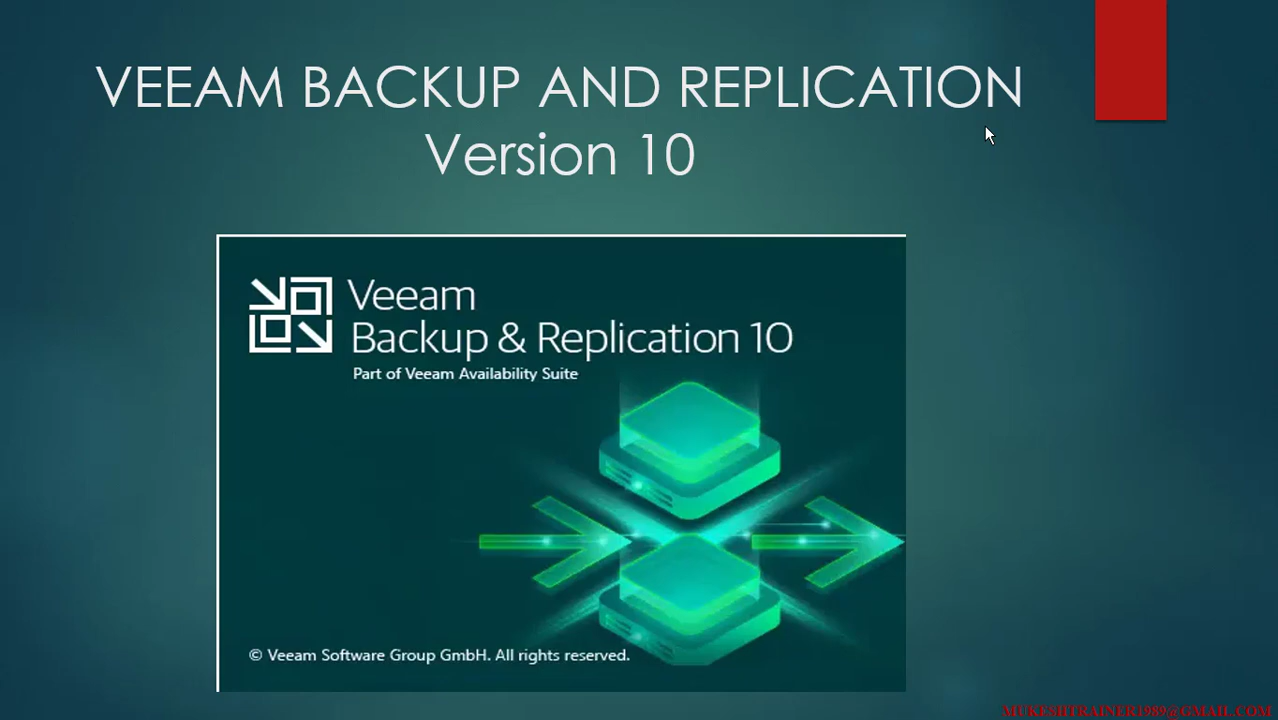 VEEAM BACKUP AND REPLICATION
Version 10
Veeam
Backup & Replication 10
Part of Veeam Availability Suite
© Veeam Software Group GmbH. All rights reserved.
MUKESHTRAINER1989@GMAIL.COM